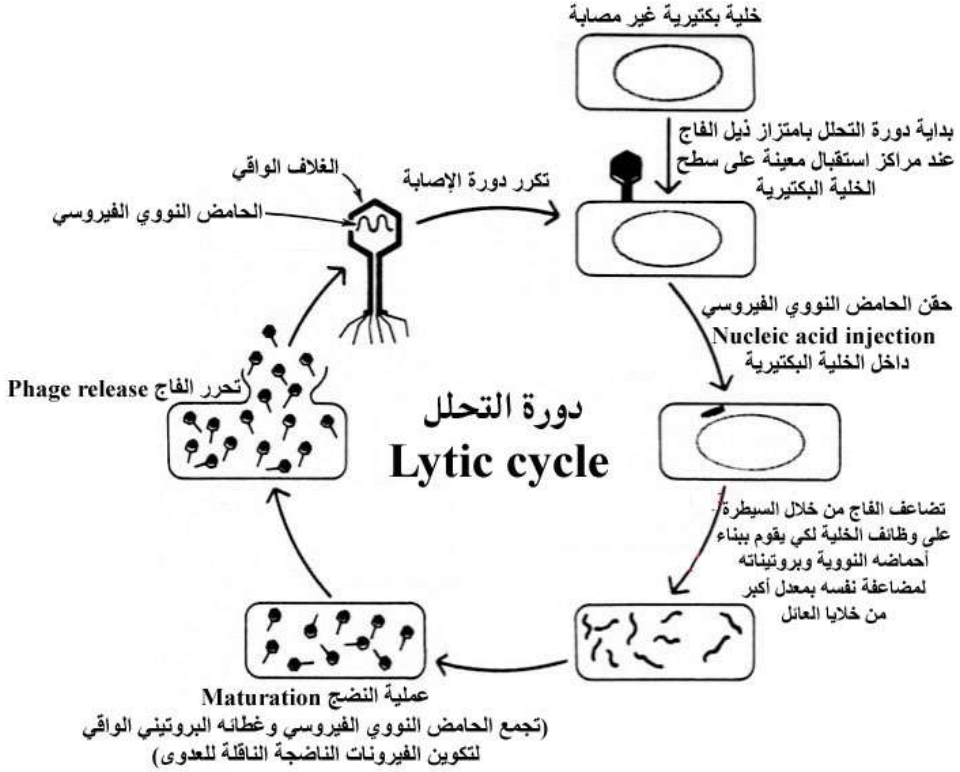 خلية بكتيرية غير مصابة
بداية دورة التحلل بامتزاز ذيل الفاج
عند مراكز استقبال معينة على سطح
الخلية البكتيرية
حقن الحامض النووي الفيروسي
Nucleic acid injection
داخل الخلية البكتيرية
تضاعف الفاج من خلال السيطرة
على وظائف الخلية لكي يقوم ببناء
أحماضه النووية وبروتيناته
لمضاعفة نفسه بمعدل أكبر
من خلايا العائل
عملية النضج Maturation
(تجمع الحامض النووي الفيروسي وغطائه البروتيني الواقي
لتكوين الفيرونات الناضجة الناقلة للعدوى)
تحرر الفاج Phage release
الغلاف الواقي
الحامض النووي الفيروسي
تكرر دورة الإصابة
دورة التحلل
Lytic cycle